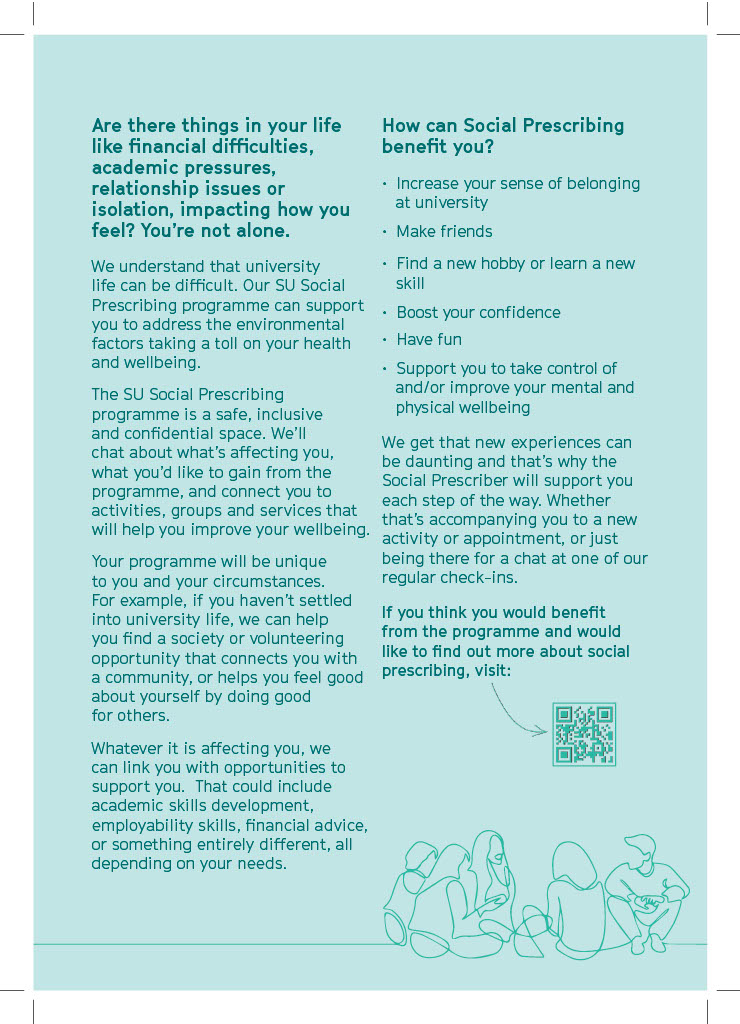 Are there things in your life
like financial difficulties,
academic pressures,
relationship issues or
isolation, impacting how you
feel? You're not alone.
We understand that university
life can be difficult. Our SU Social
Prescribing programme can support
you to address the environmental
factors taking a toll on your health
and wellbeing.
The SU Social Prescribing
programme is a safe, inclusive
and confidential space. We'll
chat about what's affecting you,
what you'd like to gain from the
programme, and connect you to
activities, groups and services that
will help you improve your wellbeing.
Your programme will be unique
to you and your circumstances.
For example, if you haven't settled
into university life, we can help
you find a society or volunteering
opportunity that connects you with
a community, or helps you feel good
about yourself by doing good
for others.
Whatever it is affecting you, we
can link you with opportunities to
support you.  That could include
academic skills development,
employability skills, financial advice,
or something entirely different, all
depending on your needs.
How can Social Prescribing
benefit you?
• Increase your sense of belonging
at university
• Make friends
• Find a new hobby or learn a new
skill
• Boost your confidence
• Have fun
• Support you to take control of
and/or improve your mental and
physical wellbeing
We get that new experiences can
be daunting and that's why the
Social Prescriber will support you
each step of the way. Whether
that's accompanying you to a new
activity or appointment, or just
being there for a chat at one of our
regular check-ins.
If you think you would benefit
from the programme and would
like to find out more about social
prescribing, visit: